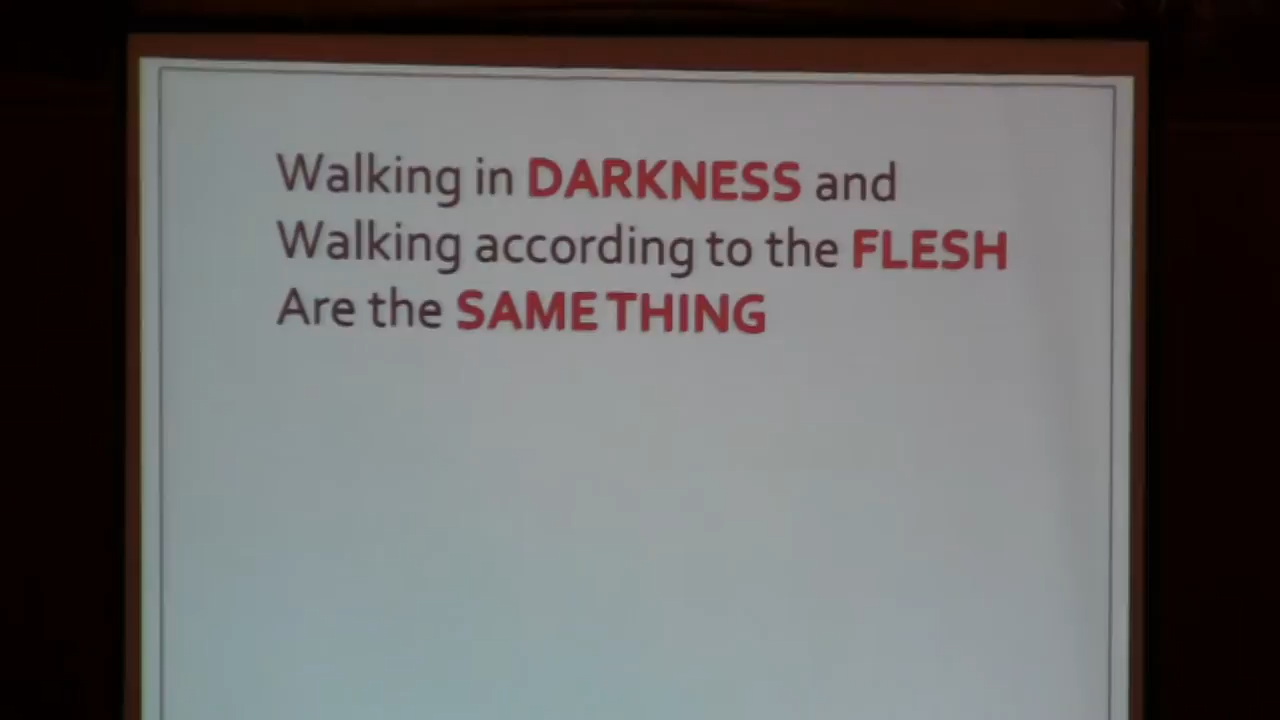 Walking in DARKNESS and
Walking according to the FLESH
Are the SAME THING